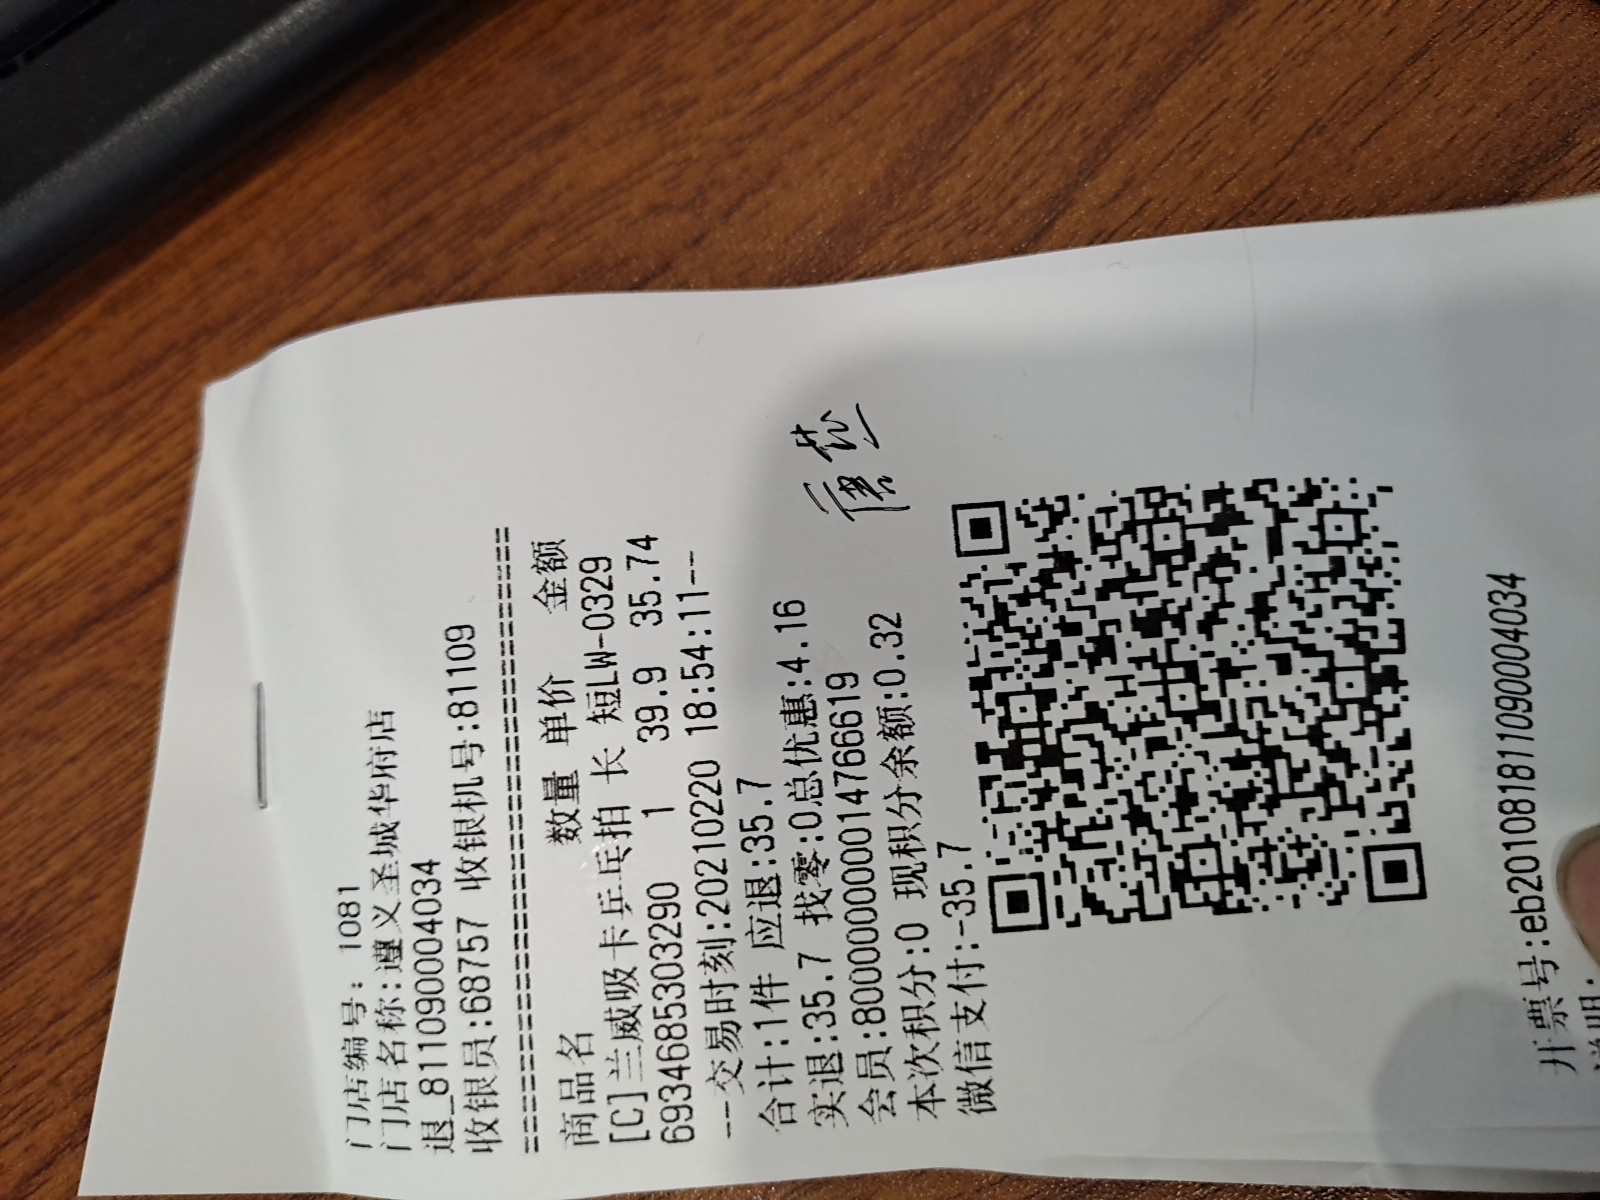 门店编号: 1081
门店名称:遵义圣城华府店
退_8111090004034
收银员:68757 收银机号:81109
==========================================
商品名 数量 单价 金额
[C]兰威吸卡乒乓拍 长 短LW-0329
6934685303290 1 39.9 35.74
--交易时刻:20210220 18:54:11--
合计:1件 应退:35.7
实退:35.7 找零:0总优惠:4.16
会员:8000000001476619
本次积分:0 现积分余额:0.32
微信支付:-35.7
开票号:eb201081811090004034